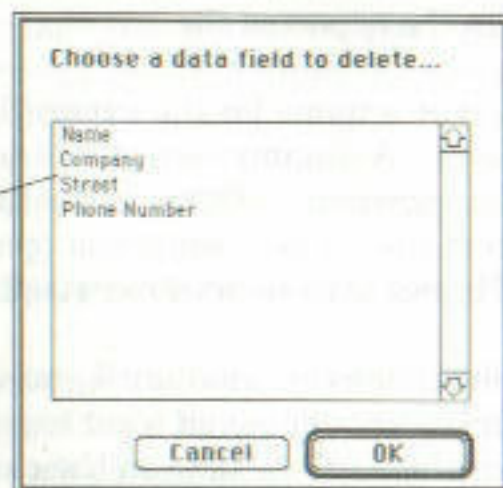 Choose a data field to delete...
Name
Company
Street
Phone Number
Cancel
OK